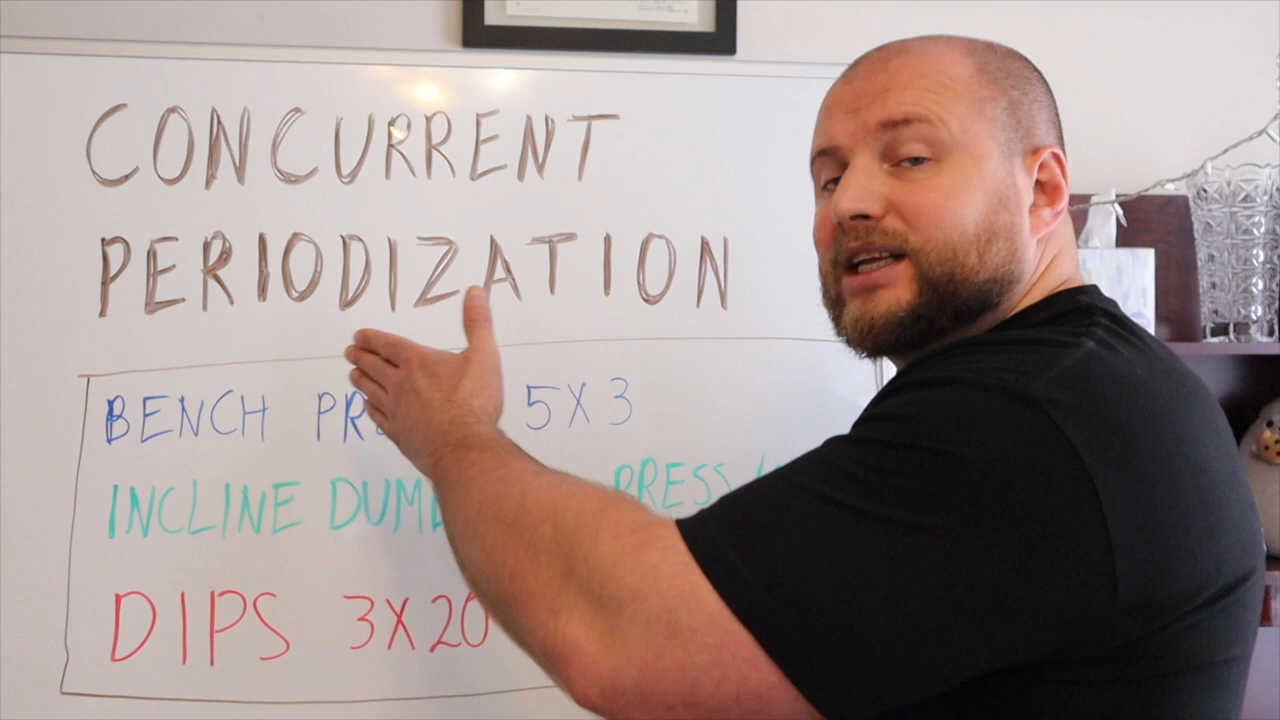 CONCURRENT
PERIODIZATION
BENCH 5X3
INCLINE PRESS
DIPS 3X20